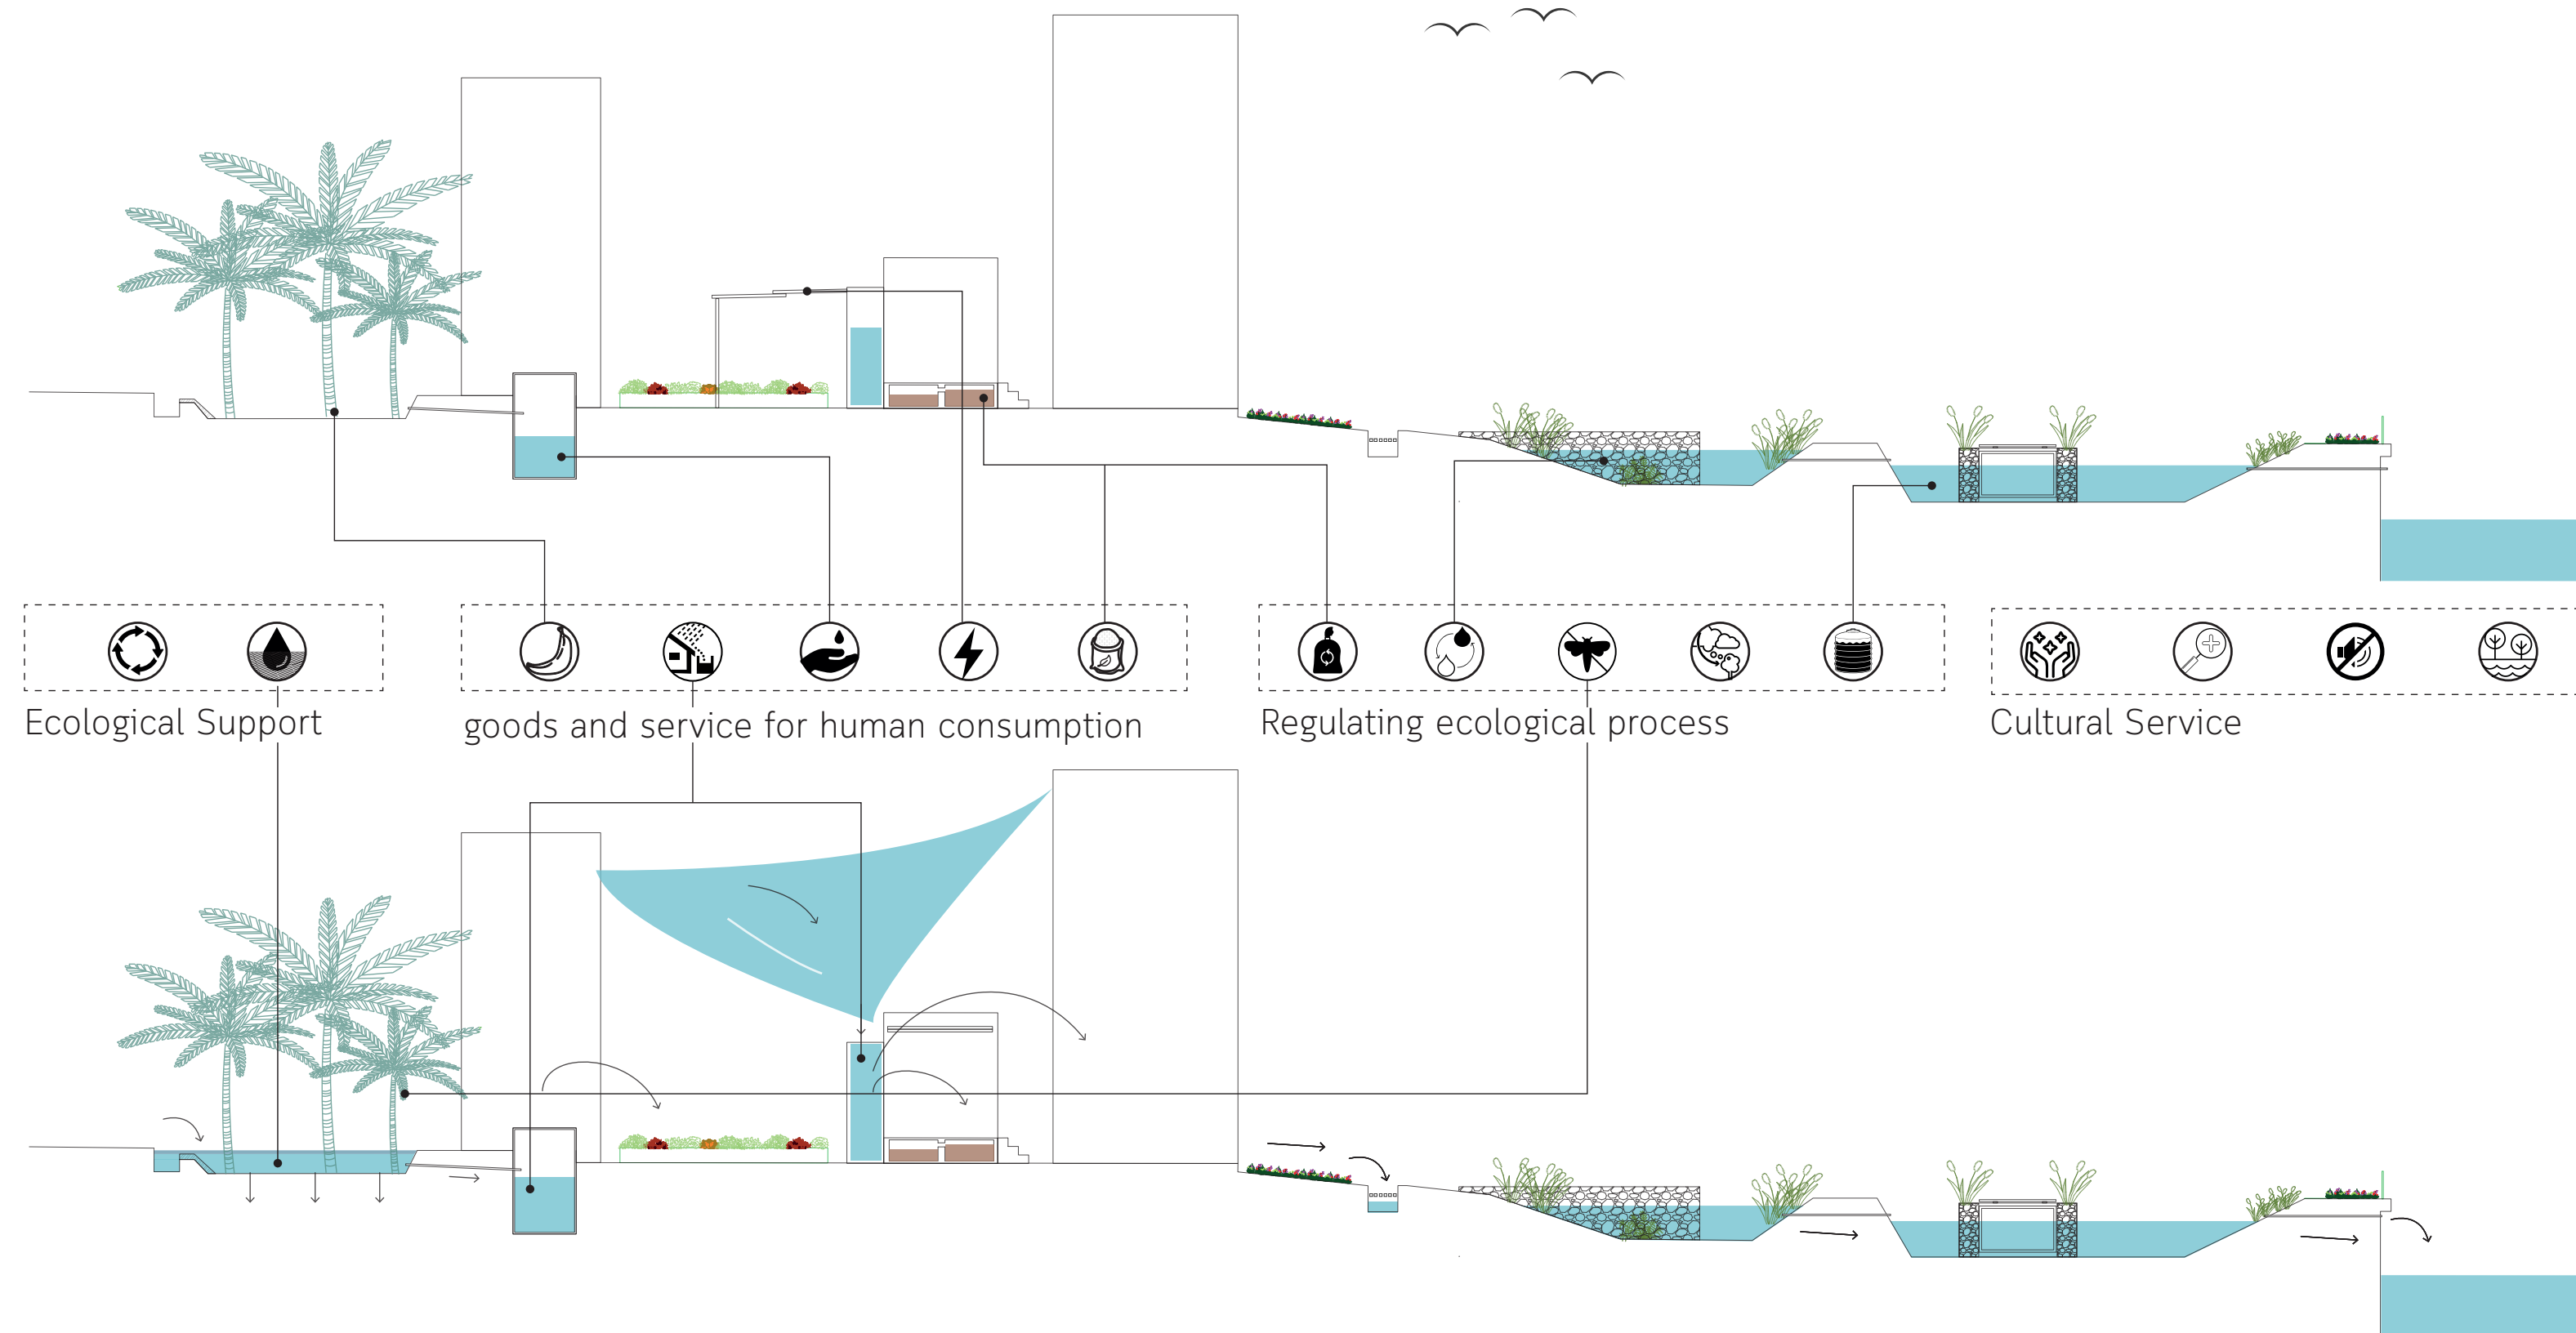 Ecological Support
goods and service for human consumption
Regulating ecological process
Cultural Service